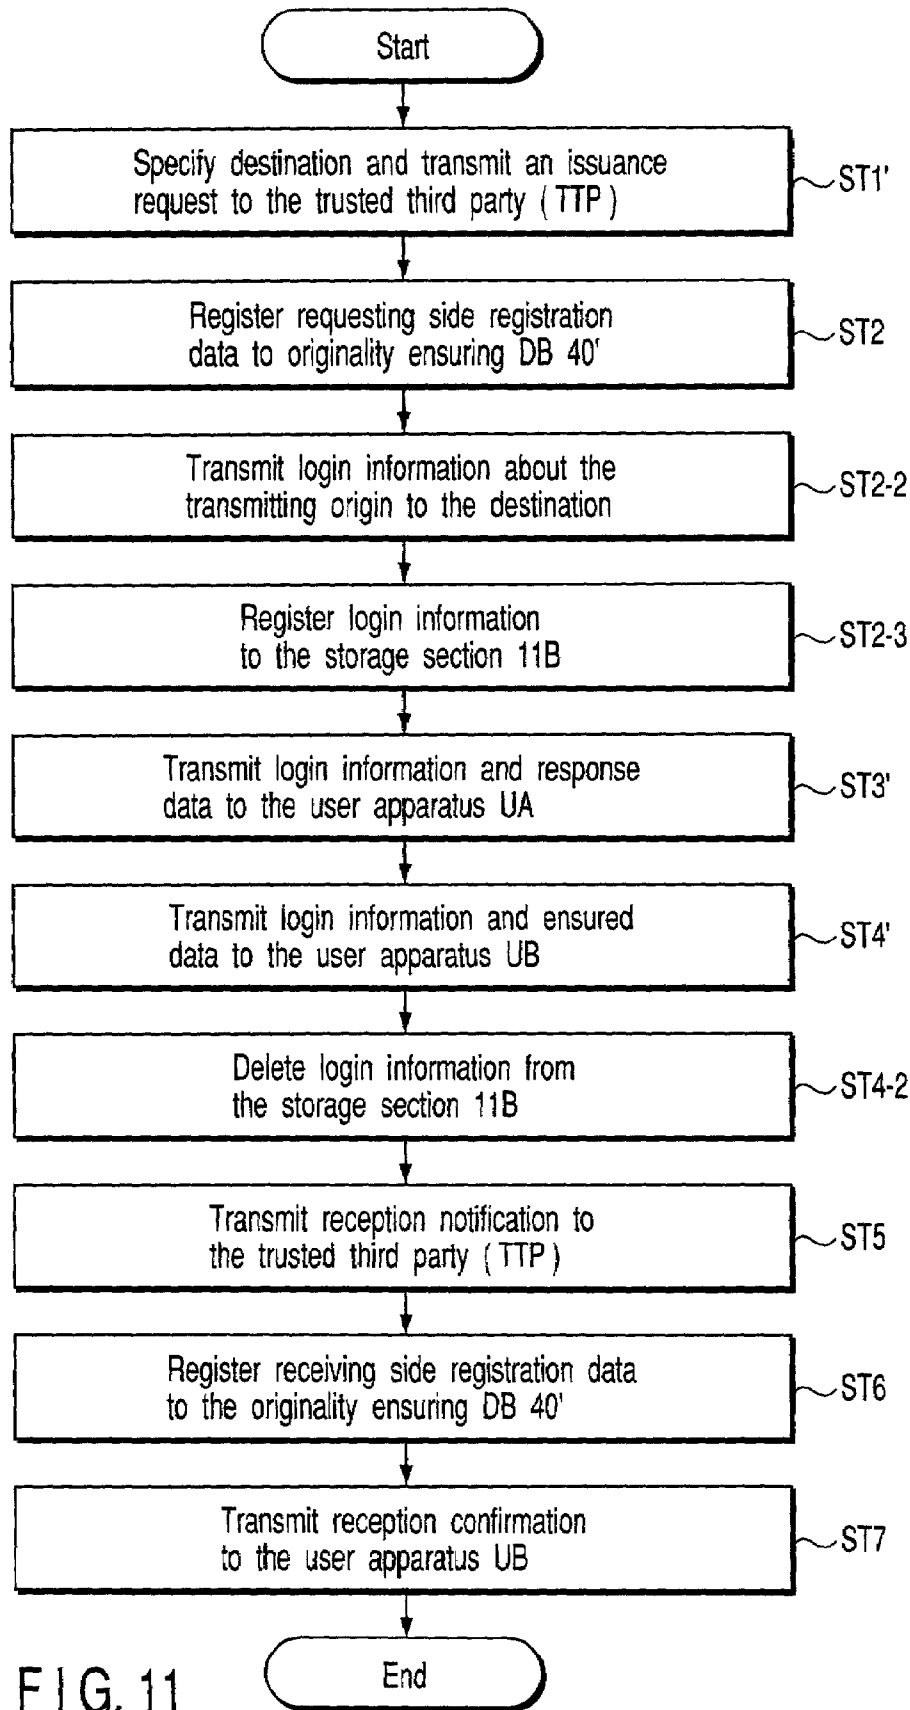 Start
Specify destination and transmit an issuance
request to the trusted third party (TTP)
ST1'
Register requesting side registration
data to originality ensuring DB 40'
ST2
Transmit login information about the
transmitting origin to the destination
ST2-2
Register login information
to the storage section 11B
ST2-3
Transmit login information and response
data to the user apparatus UA
ST3'
Transmit login information and ensured
data to the user apparatus UB
ST4'
Delete login information from
the storage section 11B
ST4-2
Transmit reception notification to
the trusted third party (TTP)
ST5
Register receiving side registration data
to the originality ensuring DB 40'
ST6
Transmit reception confirmation
to the user apparatus UB
ST7
End
FIG. 11